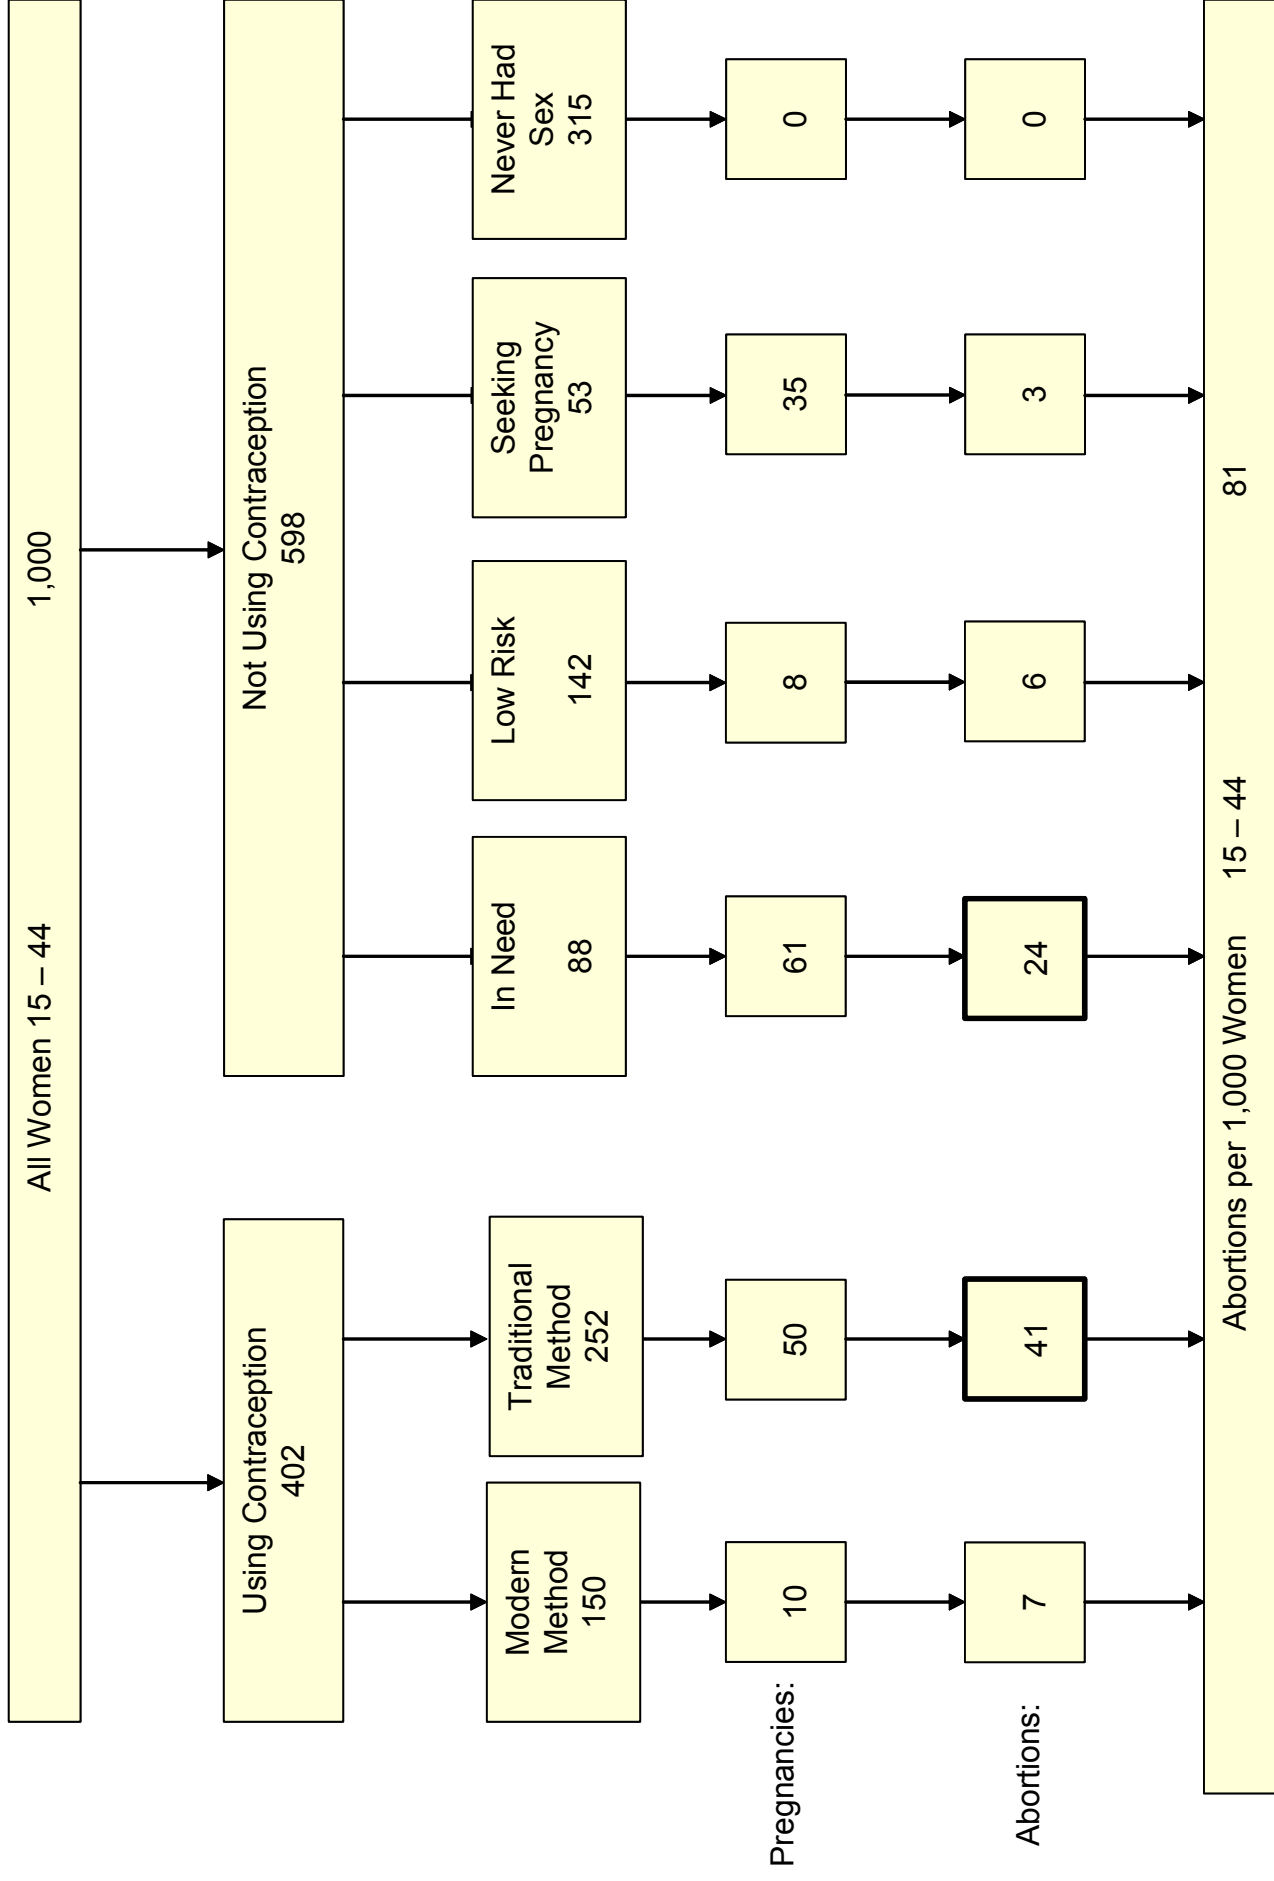 All Women 15 – 44 1,000
Using Contraception
402
Not Using Contraception
598
Modern
Method
150
Traditional
Method
252
In Need
88
Low Risk
142
Seeking
Pregnancy
53
Never Had
Sex
315
Pregnancies:
10
50
61
8
35
0
Abortions:
7
41
24
6
3
0
Abortions per 1,000 Women 15 – 44 81